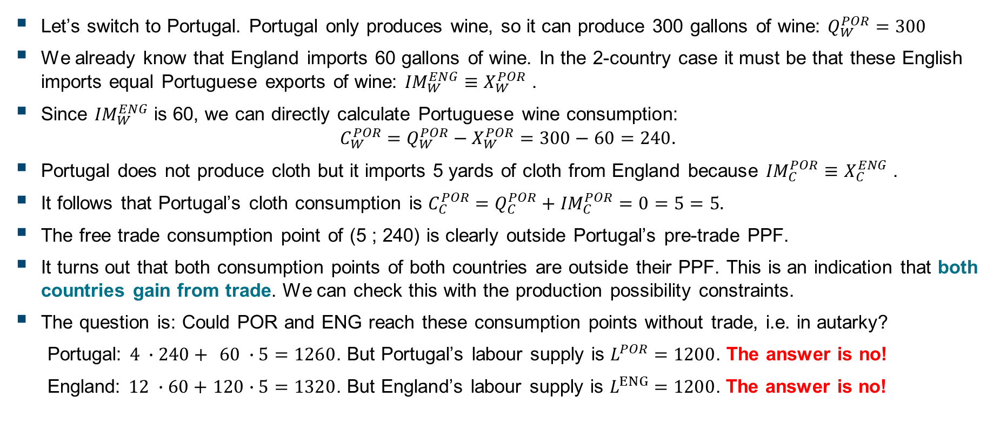 ▪ Let's switch to Portugal. Portugal only produces wine, so it can produce 300 gallons of wine: $Q_W^{POR} = 300$
▪ We already know that England imports 60 gallons of wine. In the 2-country case it must be that these English
imports equal Portuguese exports of wine: $IM_W^{ENG} \equiv X_W^{POR}$ .
▪ Since $IM_W^{ENG}$ is 60, we can directly calculate Portuguese wine consumption:
$C_W^{POR} = Q_W^{POR} - X_W^{POR} = 300 - 60 = 240.$
▪ Portugal does not produce cloth but it imports 5 yards of cloth from England because $IM_C^{POR} \equiv X_C^{ENG}$ .
▪ It follows that Portugal's cloth consumption is $C_C^{POR} = Q_C^{POR} + IM_C^{POR} = 0 = 5 = 5.$
▪ The free trade consumption point of (5 ; 240) is clearly outside Portugal's pre-trade PPF.
▪ It turns out that both consumption points of both countries are outside their PPF. This is an indication that both
countries gain from trade. We can check this with the production possibility constraints.
▪ The question is: Could POR and ENG reach these consumption points without trade, i.e. in autarky?
Portugal: $4 \cdot 240 + 60 \cdot 5 = 1260$. But Portugal's labour supply is $L^{POR} = 1200$. The answer is no!
England: $12 \cdot 60 + 120 \cdot 5 = 1320$. But England's labour supply is $L^{ENG} = 1200$. The answer is no!